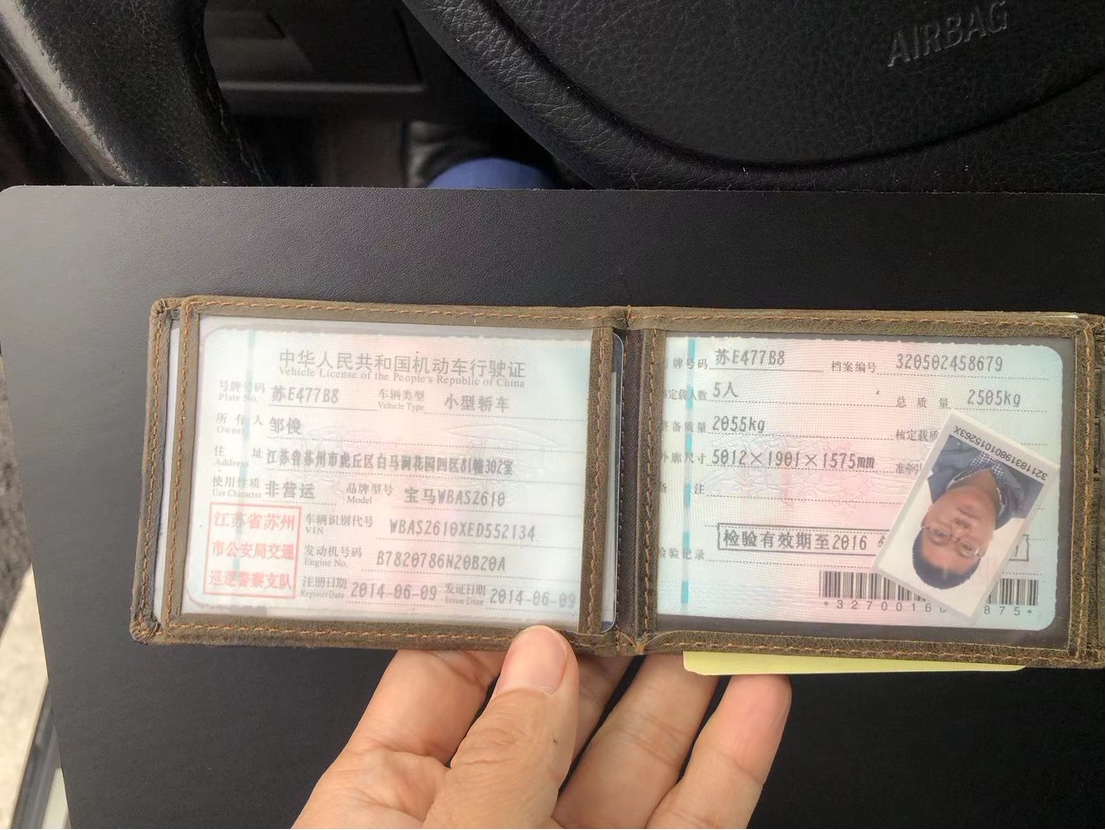 AIRBAG
中华人民共和国机动车行驶证
Vehicle License of the People's Republic of China
号牌号码 Plate No. 苏E477B8 车辆类型 Vehicle Type 小型轿车
所有人 Owner 邹俊
住址 Address 江苏省苏州市虎丘区白马涧花园四区81幢302室
使用性质 Use Character 非营运 品牌型号 Model 宝马WBASZ610
江苏省苏州
市公安局交通
巡逻警察支队
车辆识别代号 VIN WBASZ610XED552134
发动机号码 Engine No. B7820786N20B20A
注册日期 Register Date 2014-06-09 发证日期 Issue Date 2014-06-09
牌号码 苏E477B8 档案编号 320502458679
定载人数 5人 总质量 2505kg
整备质量 2055kg 核定载质
外廓尺寸 5012×1901×1575mm 准牵引
备注
检验有效期至2016
检验记录
*32700160 875*
32118319801015263X